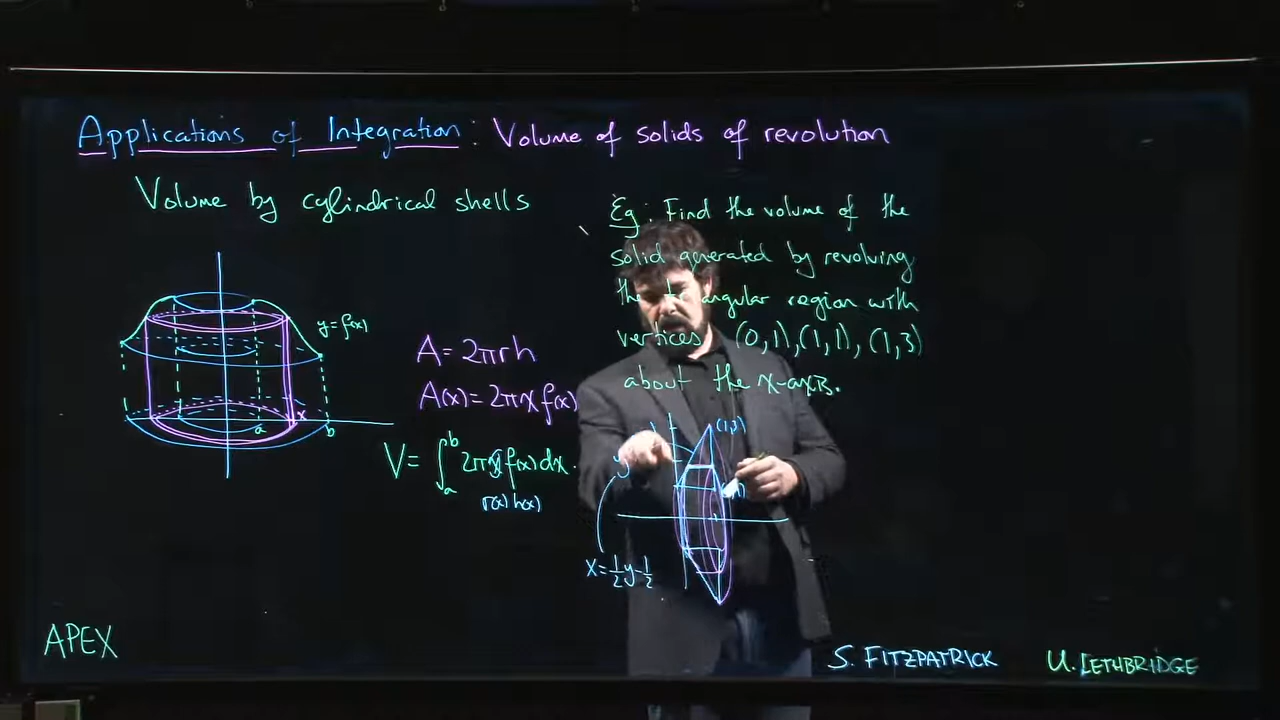 Applications of Integration: Volume of solids of revolution
Volume by cylindrical shells
y=f(x)
x
a
b
A=2πrh
A(x)=2πx f(x)
V=∫ₐᵇ 2πx f(x) dx.
r(x) h(x)
Eg: Find the volume of the
solid generated by revolving
the triangular region with
vertices (0,1),(1,1),(1,3)
about the x-axis.
(1,3)
y
x=½y-½
APEX
S. FITZPATRICK
U. LETHBRIDGE